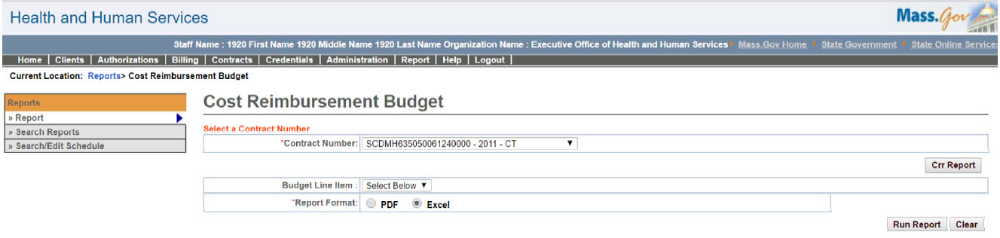 Health and Human Services
Mass.Gov
Staff Name : 1920 First Name 1920 Middle Name 1920 Last Name Organization Name : Executive Office of Health and Human Services Mass.Gov Home State Government State Online Services
Home | Clients | Authorizations | Billing | Contracts | Credentials | Administration | Report | Help | Logout |
Current Location: Reports> Cost Reimbursement Budget
Reports
» Report
» Search Reports
» Search/Edit Schedule
Cost Reimbursement Budget
Select a Contract Number
*Contract Number: SCDMH635050061240000 - 2011 - CT
Crr Report
Budget Line Item : Select Below
*Report Format: PDF Excel
Run Report Clear